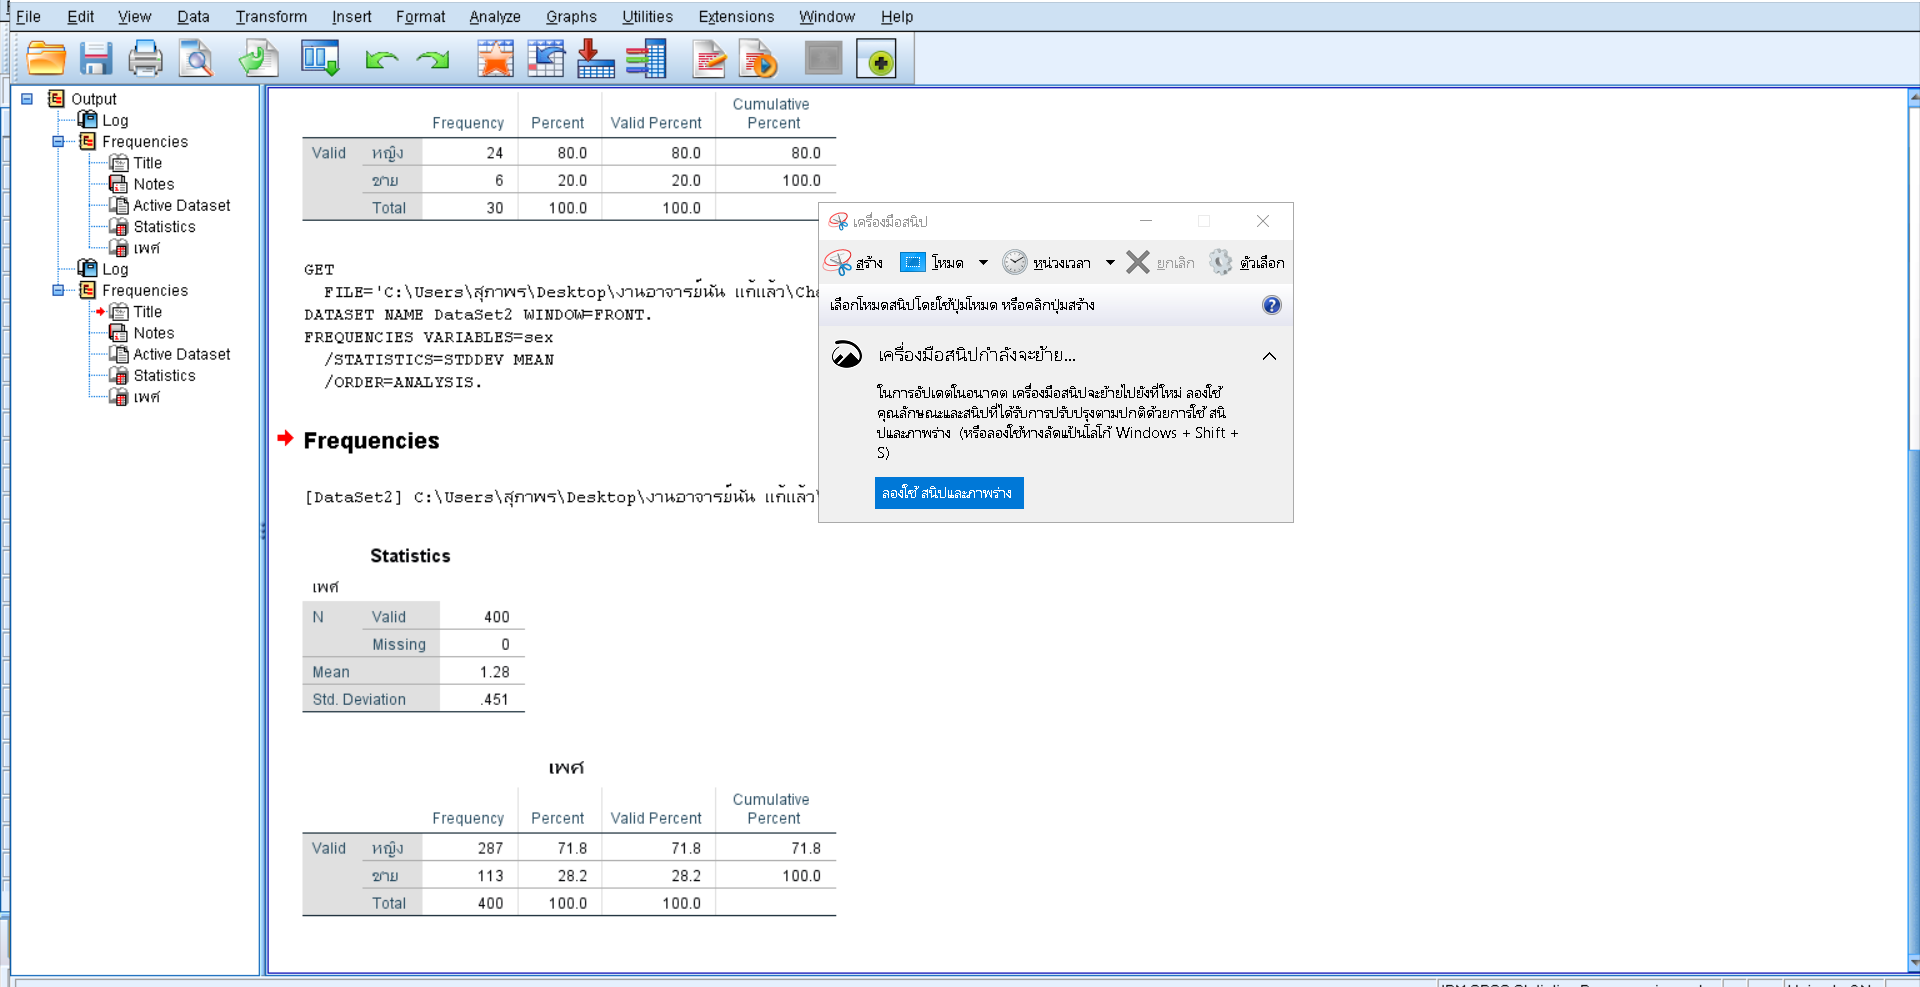 File Edit View Data Transform Insert Format Analyze Graphs Utilities Extensions Window Help
Output
Log
Frequencies
Title
Notes
Active Dataset
Statistics
เพศ
Log
Frequencies
Title
Notes
Active Dataset
Statistics
เพศ
Frequency Percent Valid Percent Cumulative Percent
Valid หญิง 24 80.0 80.0 80.0
ชาย 6 20.0 20.0 100.0
Total 30 100.0 100.0
GET
FILE='C:\Users\สุภาพร\Desktop\งานอาจารย์นัน แก้แล้ว\Cha
DATASET NAME DataSet2 WINDOW=FRONT.
FREQUENCIES VARIABLES=sex
/STATISTICS=STDDEV MEAN
/ORDER=ANALYSIS.
Frequencies
[DataSet2] C:\Users\สุภาพร\Desktop\งานอาจารย์นัน แก้แล้ว\
Statistics
เพศ
N Valid 400
Missing 0
Mean 1.28
Std. Deviation .451
เพศ
Frequency Percent Valid Percent Cumulative Percent
Valid หญิง 287 71.8 71.8 71.8
ชาย 113 28.2 28.2 100.0
Total 400 100.0 100.0
เครื่องมือสนิป
สร้าง โหมด หน่วงเวลา ยกเลิก ตัวเลือก
เลือกโหมดสนิปโดยใช้ปุ่มโหมด หรือคลิกปุ่มสร้าง
เครื่องมือสนิปกำลังจะย้าย...
ในการอัปเดตในอนาคต เครื่องมือสนิปจะย้ายไปยังที่ใหม่ ลองใช้
คุณลักษณะและสนิปที่ได้รับการปรับปรุงตามปกติด้วยการใช้ สนิ
ปและภาพร่าง (หรือลองใช้ทางลัดแป้นโลโก้ Windows + Shift +
S)
ลองใช้ สนิปและภาพร่าง